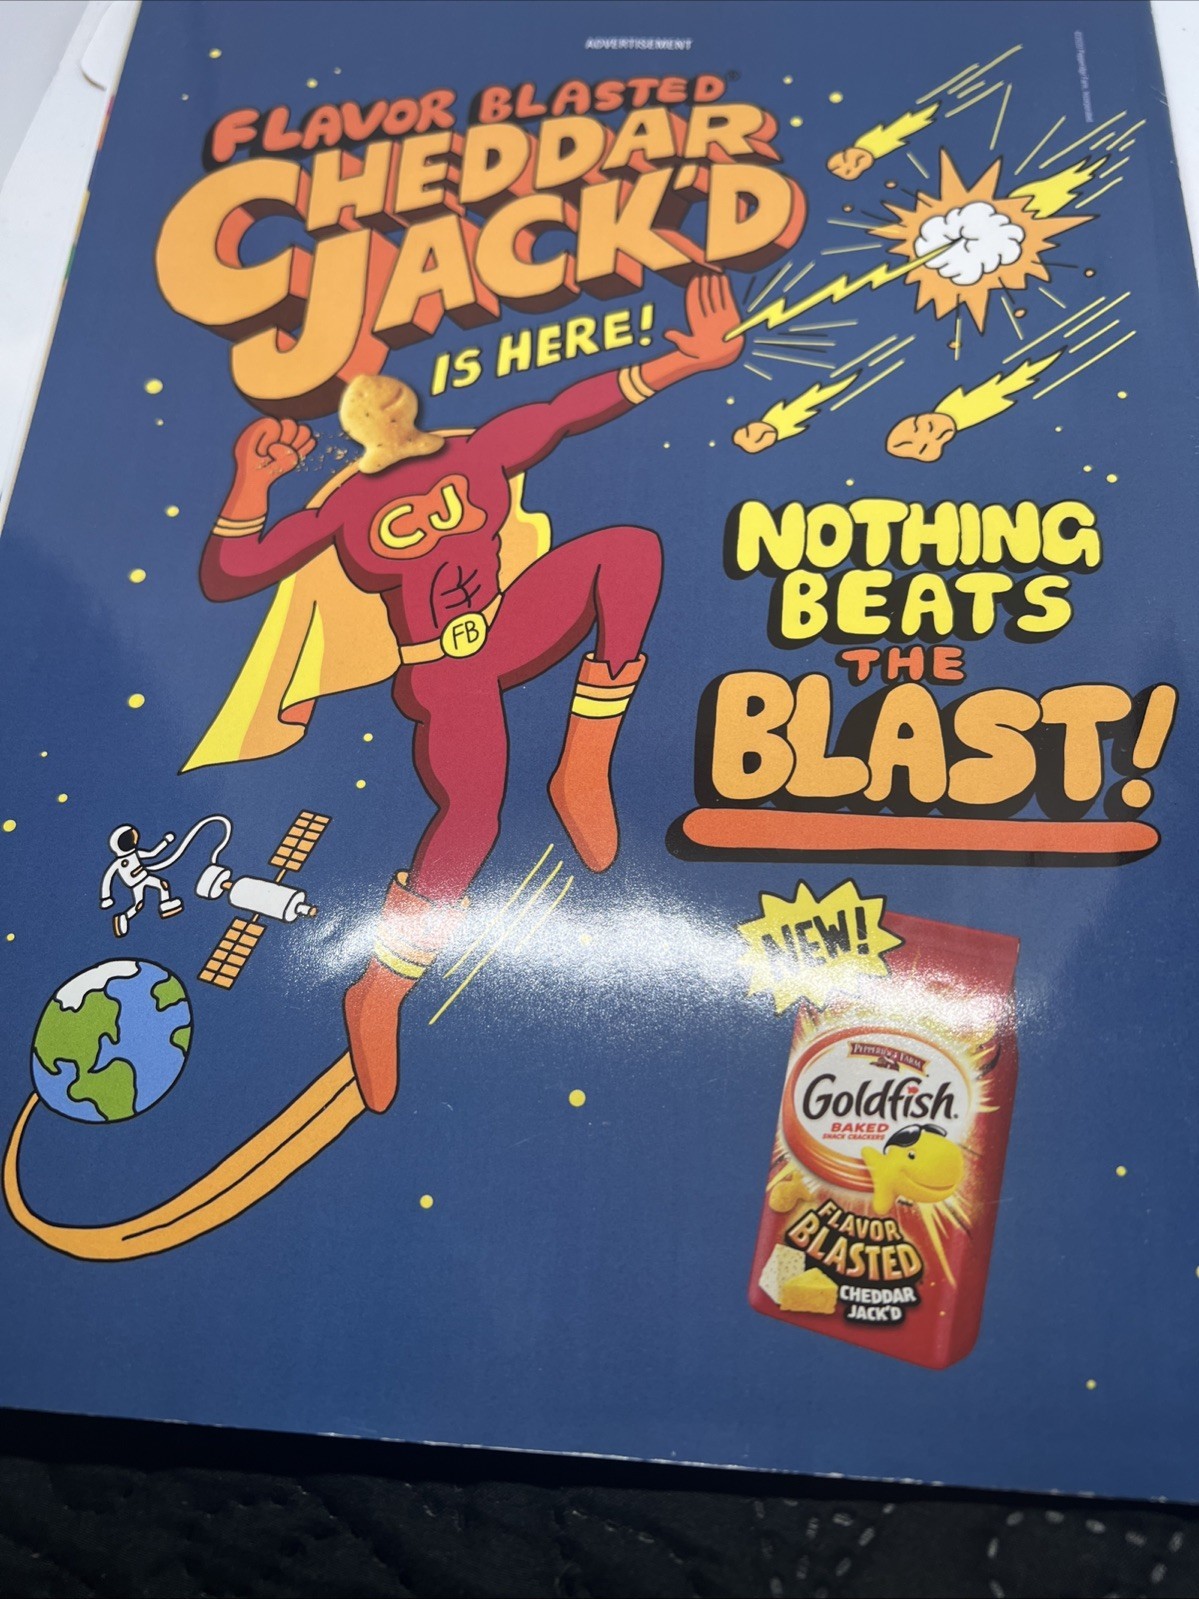 ADVERTISEMENT
FLAVOR BLASTED®
CHEDDAR
JACK'D
IS HERE!
CJ
FB
NOTHING
BEATS
THE
BLAST!
NEW!
PEPPERIDGE FARM
Goldfish.
BAKED
SNACK CRACKERS
FLAVOR
BLASTED
CHEDDAR
JACK'D